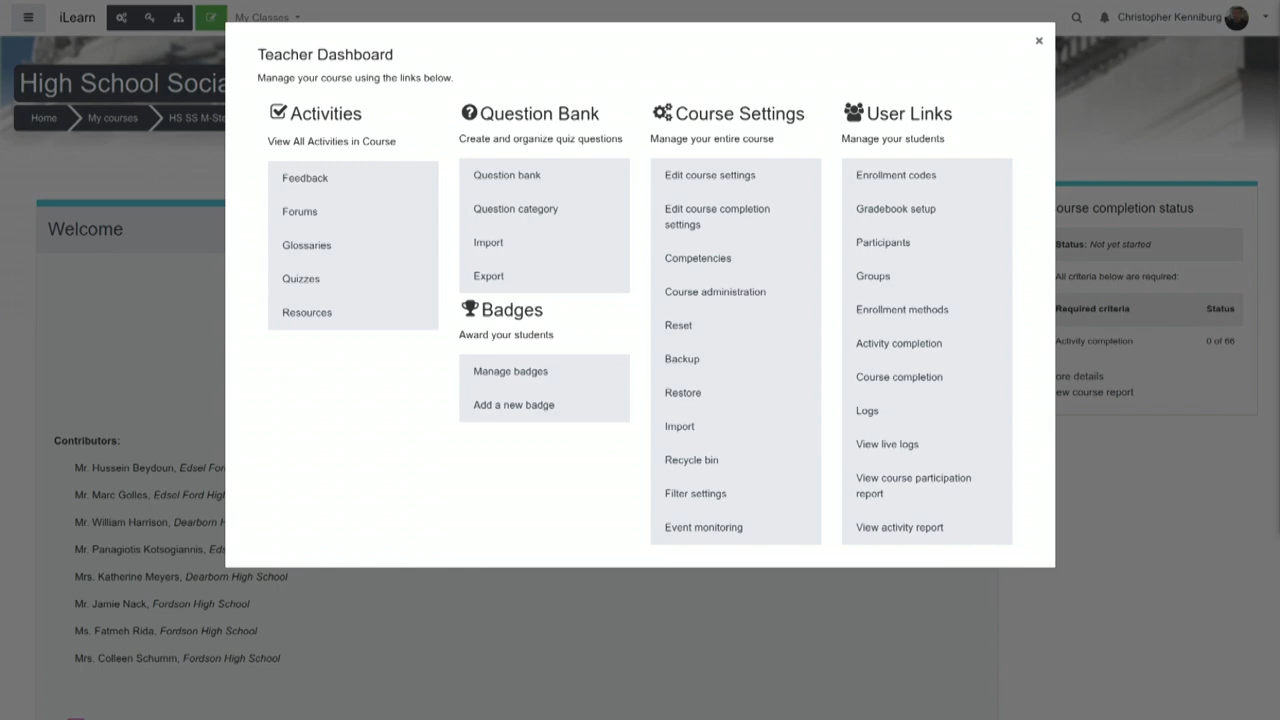 iLearn
My Classes
Christopher Kenniburg
High School Socia
Home
My courses
HS SS M-Ste
Teacher Dashboard
Manage your course using the links below.
Activities
View All Activities in Course
Feedback
Forums
Glossaries
Quizzes
Resources
Question Bank
Create and organize quiz questions
Question bank
Question category
Import
Export
Badges
Award your students
Manage badges
Add a new badge
Course Settings
Manage your entire course
Edit course settings
Edit course completion
settings
Competencies
Course administration
Reset
Backup
Restore
Import
Recycle bin
Filter settings
Event monitoring
User Links
Manage your students
Enrollment codes
Gradebook setup
Participants
Groups
Enrollment methods
Activity completion
Course completion
Logs
View live logs
View course participation
report
View activity report
Welcome
Contributors:
Mr. Hussein Beydoun, Edsel For
Mr. Marc Golles, Edsel Ford High
Mr. William Harrison, Dearborn H
Mr. Panagiotis Kotsogiannis, Eds
Mrs. Katherine Meyers, Dearborn High School
Mr. Jamie Nack, Fordson High School
Ms. Fatmeh Rida, Fordson High School
Mrs. Colleen Schumm, Fordson High School
ourse completion status
Status: Not yet started
All criteria below are required:
Required criteria Status
Activity completion 0 of 66
ore details
ew course report